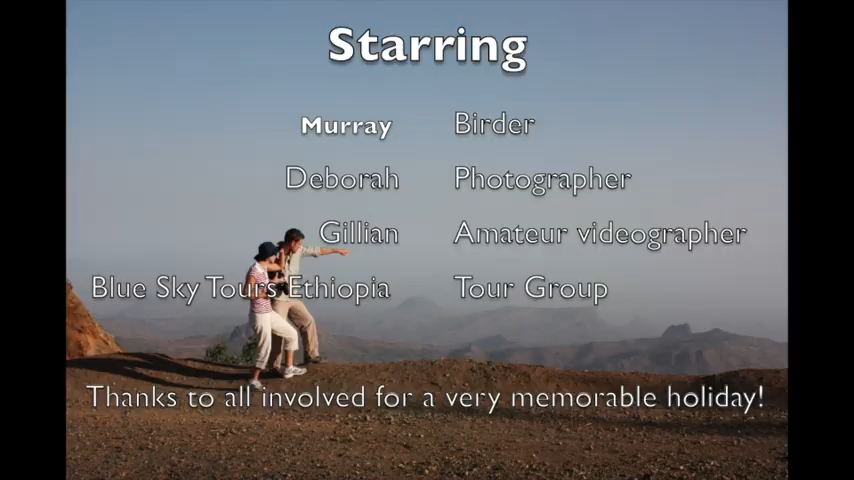 Starring
Murray Birder
Deborah Photographer
Gillian Amateur videographer
Blue Sky Tours Ethiopia Tour Group
Thanks to all involved for a very memorable holiday!